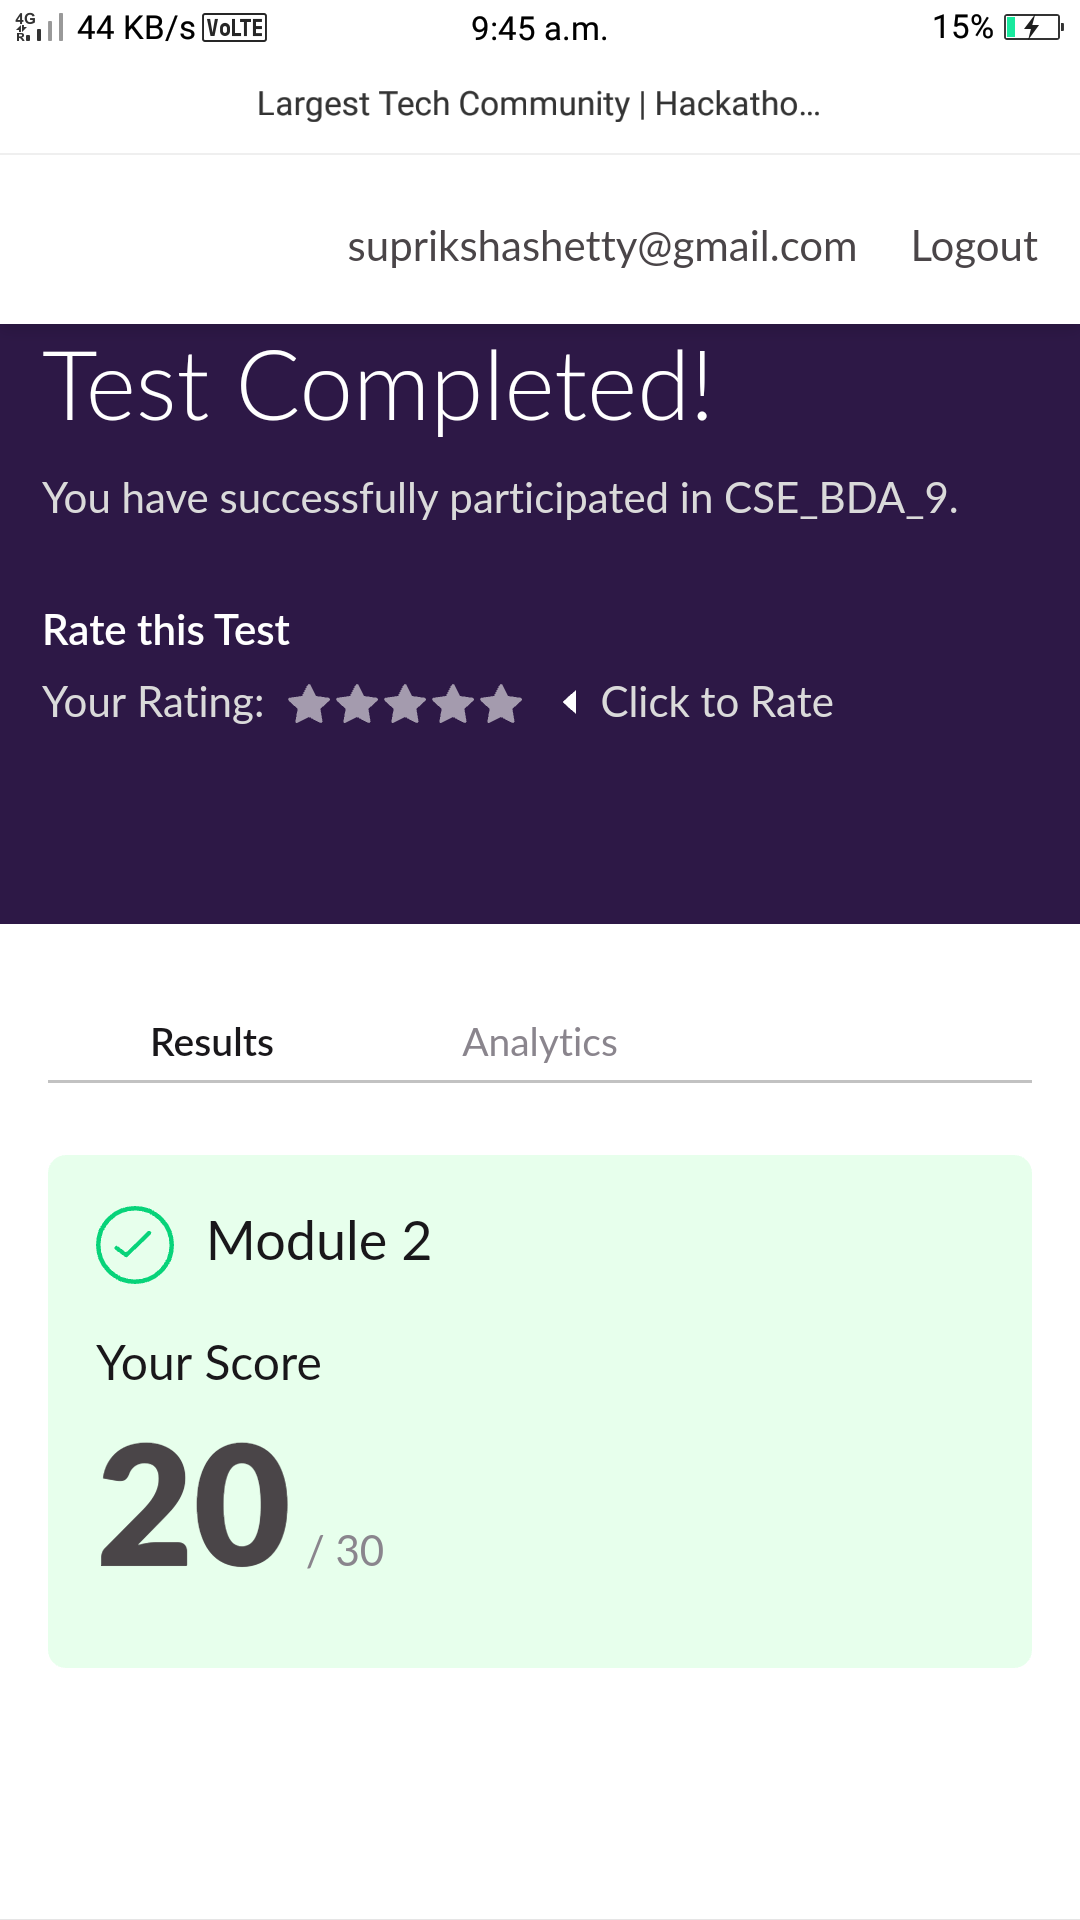 4G R 44 KB/s VoLTE 9:45 a.m. 15%
Largest Tech Community | Hackatho...
suprikshashetty@gmail.com Logout
Test Completed!
You have successfully participated in CSE_BDA_9.
Rate this Test
Your Rating: Click to Rate
Results Analytics
Module 2
Your Score
20 / 30